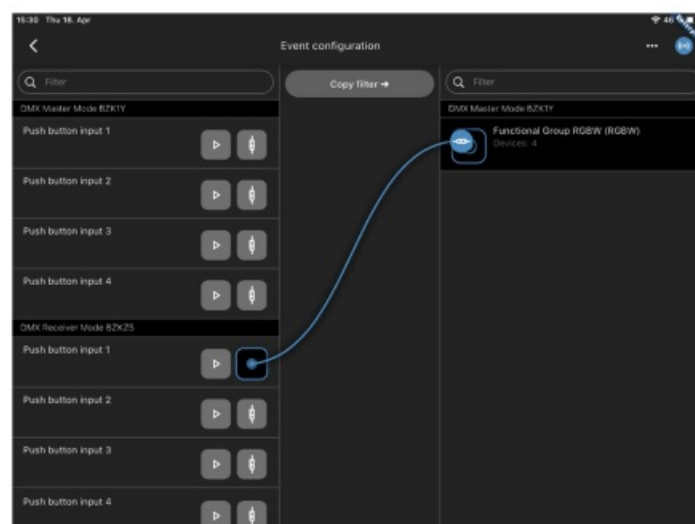 15:30 Thu 18. Apr
46
Event configuration
Filter
Copy filter →
Filter
DMX Master Mode BZK1Y
Push button input 1
Push button input 2
Push button input 3
Push button input 4
DMX Receiver Mode BZKZ5
Push button input 1
Push button input 2
Push button input 3
Push button input 4
DMX Master Mode BZK1Y
Functional Group RGBW (RGBW)
Devices: 4